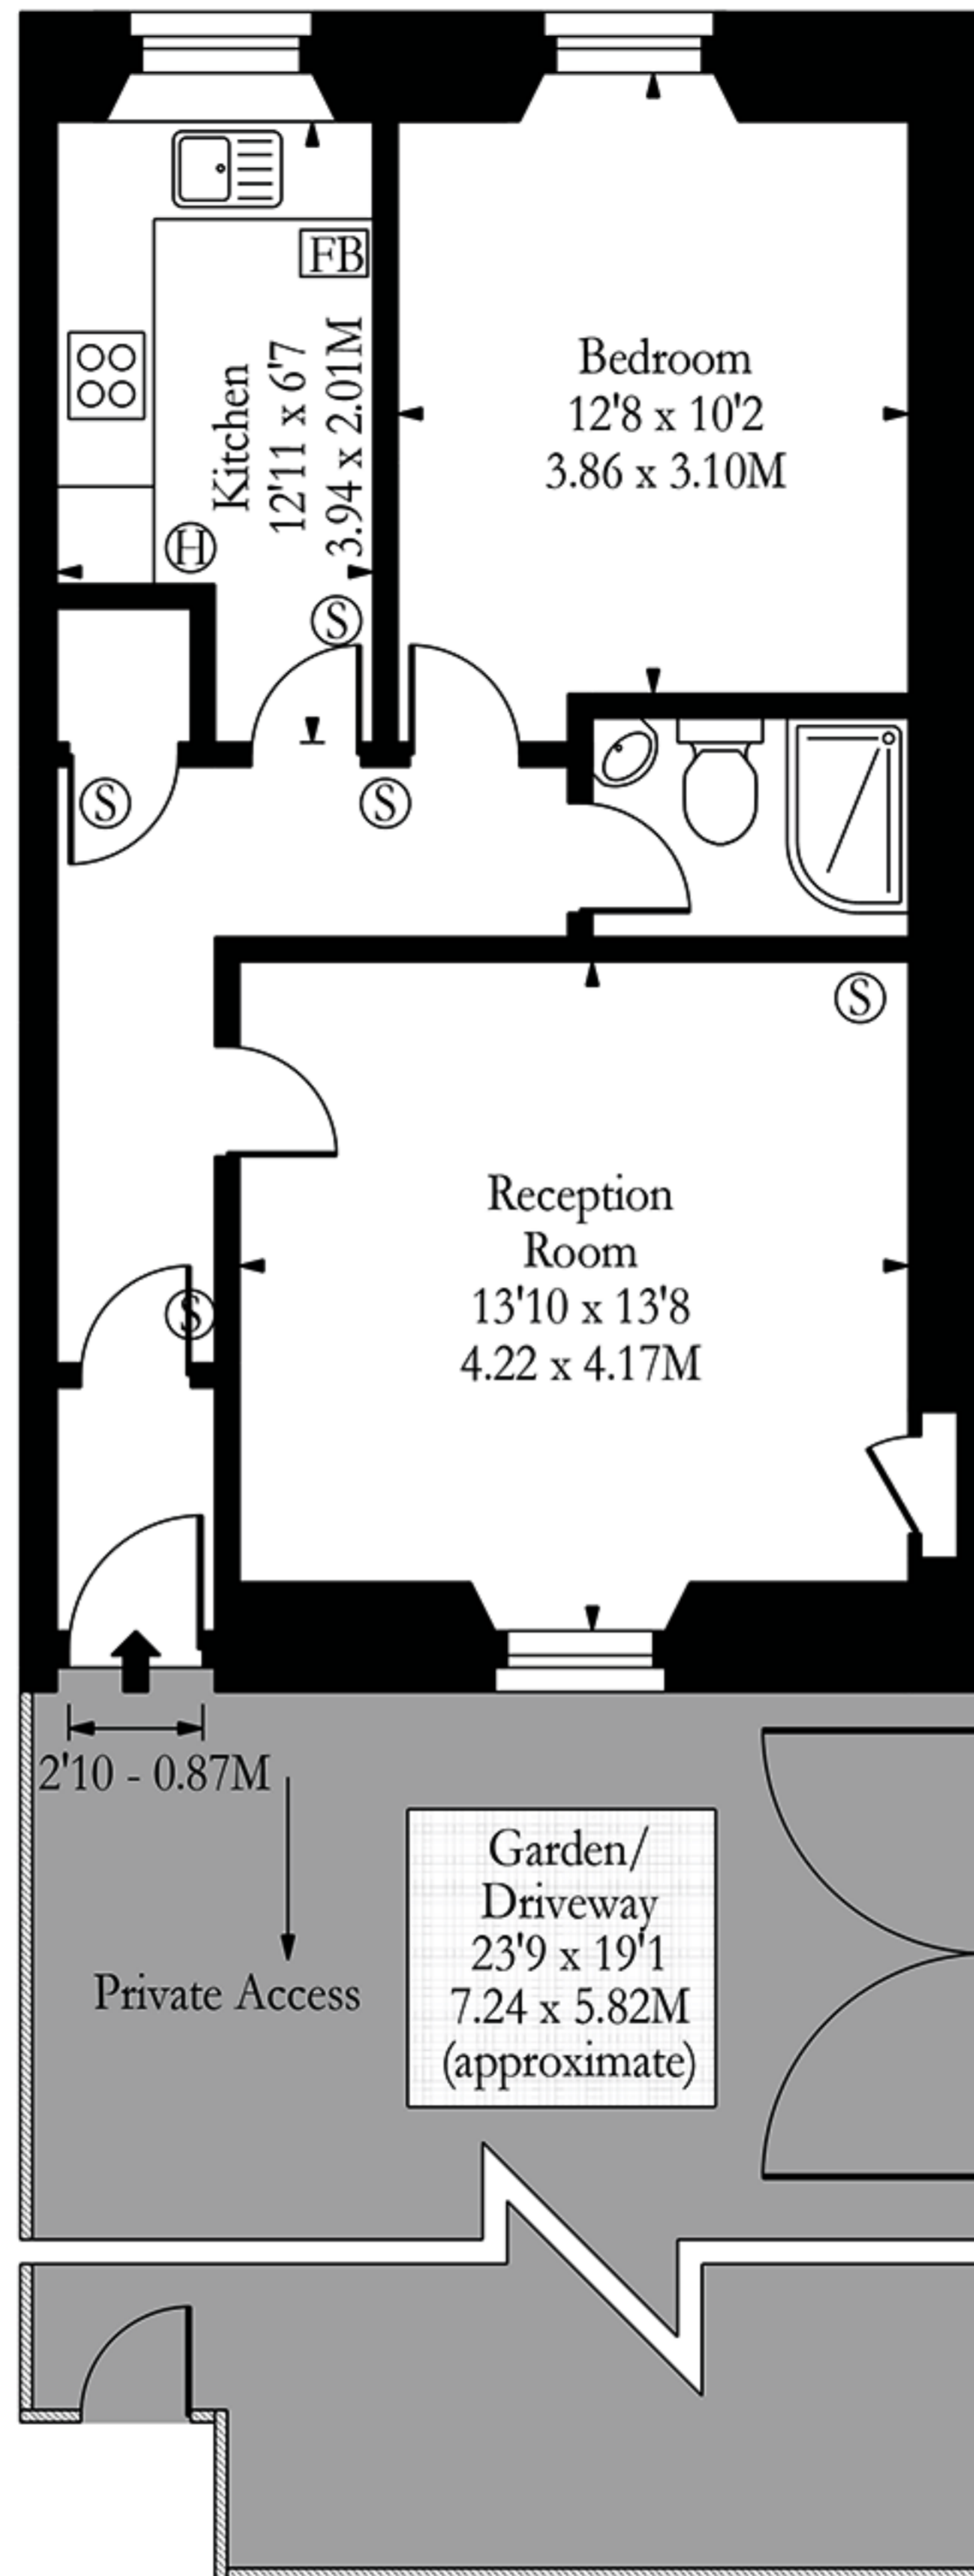 FB
Kitchen
12'11 x 6'7
3.94 x 2.01M
H
S
Bedroom
12'8 x 10'2
3.86 x 3.10M
S
S
S
Reception
Room
13'10 x 13'8
4.22 x 4.17M
S
2'10 - 0.87M
Private Access
Garden/
Driveway
23'9 x 19'1
7.24 x 5.82M
(approximate)